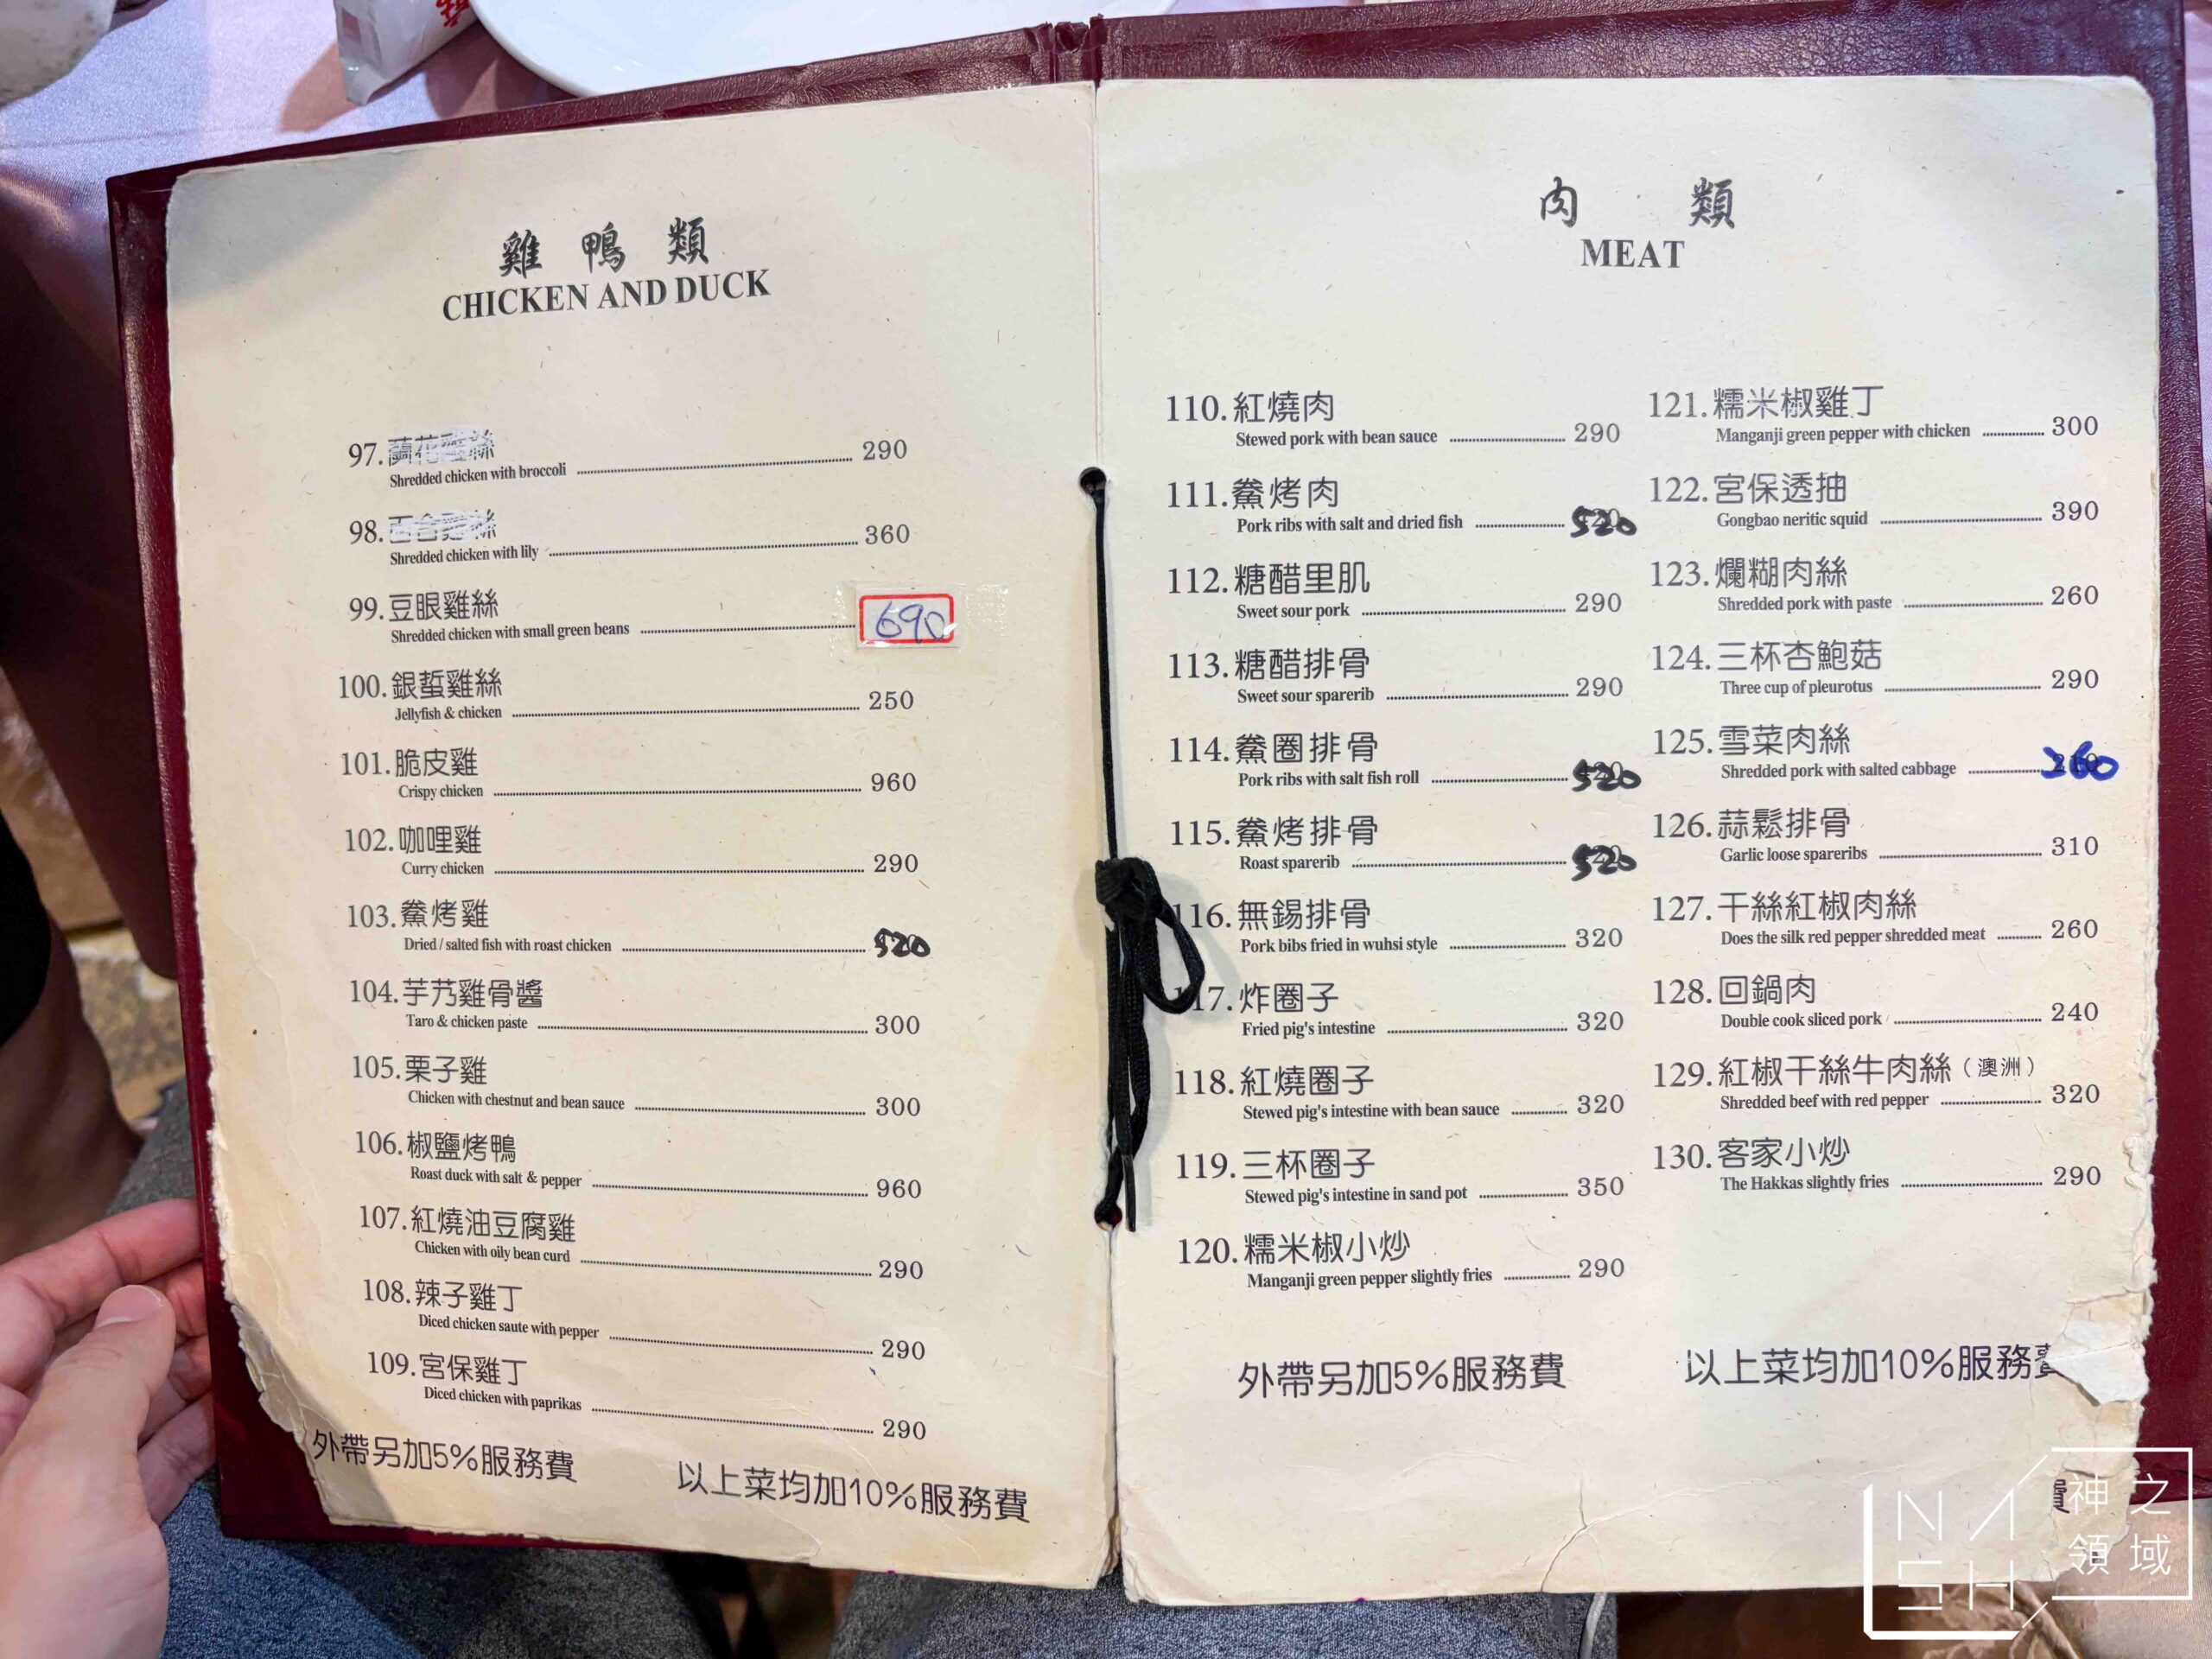 雞鴨類
CHICKEN AND DUCK
97.蘭花雞絲
Shredded chicken with broccoli 290
98.百合雞絲
Shredded chicken with lily 360
99.豆眼雞絲
Shredded chicken with small green beans 690
100.銀蜇雞絲
Jellyfish & chicken 250
101.脆皮雞
Crispy chicken 960
102.咖哩雞
Curry chicken 290
103.鯗烤雞
Dried / salted fish with roast chicken 520
104.芋艿雞骨醬
Taro & chicken paste 300
105.栗子雞
Chicken with chestnut and bean sauce 300
106.椒鹽烤鴨
Roast duck with salt & pepper 960
107.紅燒油豆腐雞
Chicken with oily bean curd 290
108.辣子雞丁
Diced chicken saute with pepper 290
109.宮保雞丁
Diced chicken with paprikas 290
外帶另加5%服務費 以上菜均加10%服務費
肉類
MEAT
110.紅燒肉
Stewed pork with bean sauce 290
111.鯗烤肉
Pork ribs with salt and dried fish 520
112.糖醋里肌
Sweet sour pork 290
113.糖醋排骨
Sweet sour sparerib 290
114.鯗圈排骨
Pork ribs with salt fish roll 520
115.鯗烤排骨
Roast sparerib 520
116.無錫排骨
Pork bibs fried in wuhsi style 320
117.炸圈子
Fried pig's intestine 320
118.紅燒圈子
Stewed pig's intestine with bean sauce 320
119.三杯圈子
Stewed pig's intestine in sand pot 350
120.糯米椒小炒
Manganji green pepper slightly fries 290
121.糯米椒雞丁
Manganji green pepper with chicken 300
122.宮保透抽
Gongbao neritic squid 390
123.爛糊肉絲
Shredded pork with paste 260
124.三杯杏鮑菇
Three cup of pleurotus 290
125.雪菜肉絲
Shredded pork with salted cabbage 260
126.蒜鬆排骨
Garlic loose spareribs 310
127.干絲紅椒肉絲
Does the silk red pepper shredded meat 260
128.回鍋肉
Double cook sliced pork 240
129.紅椒干絲牛肉絲（澳洲）
Shredded beef with red pepper 320
130.客家小炒
The Hakkas slightly fries 290
外帶另加5%服務費 以上菜均加10%服務費
費
NASH
神之領域